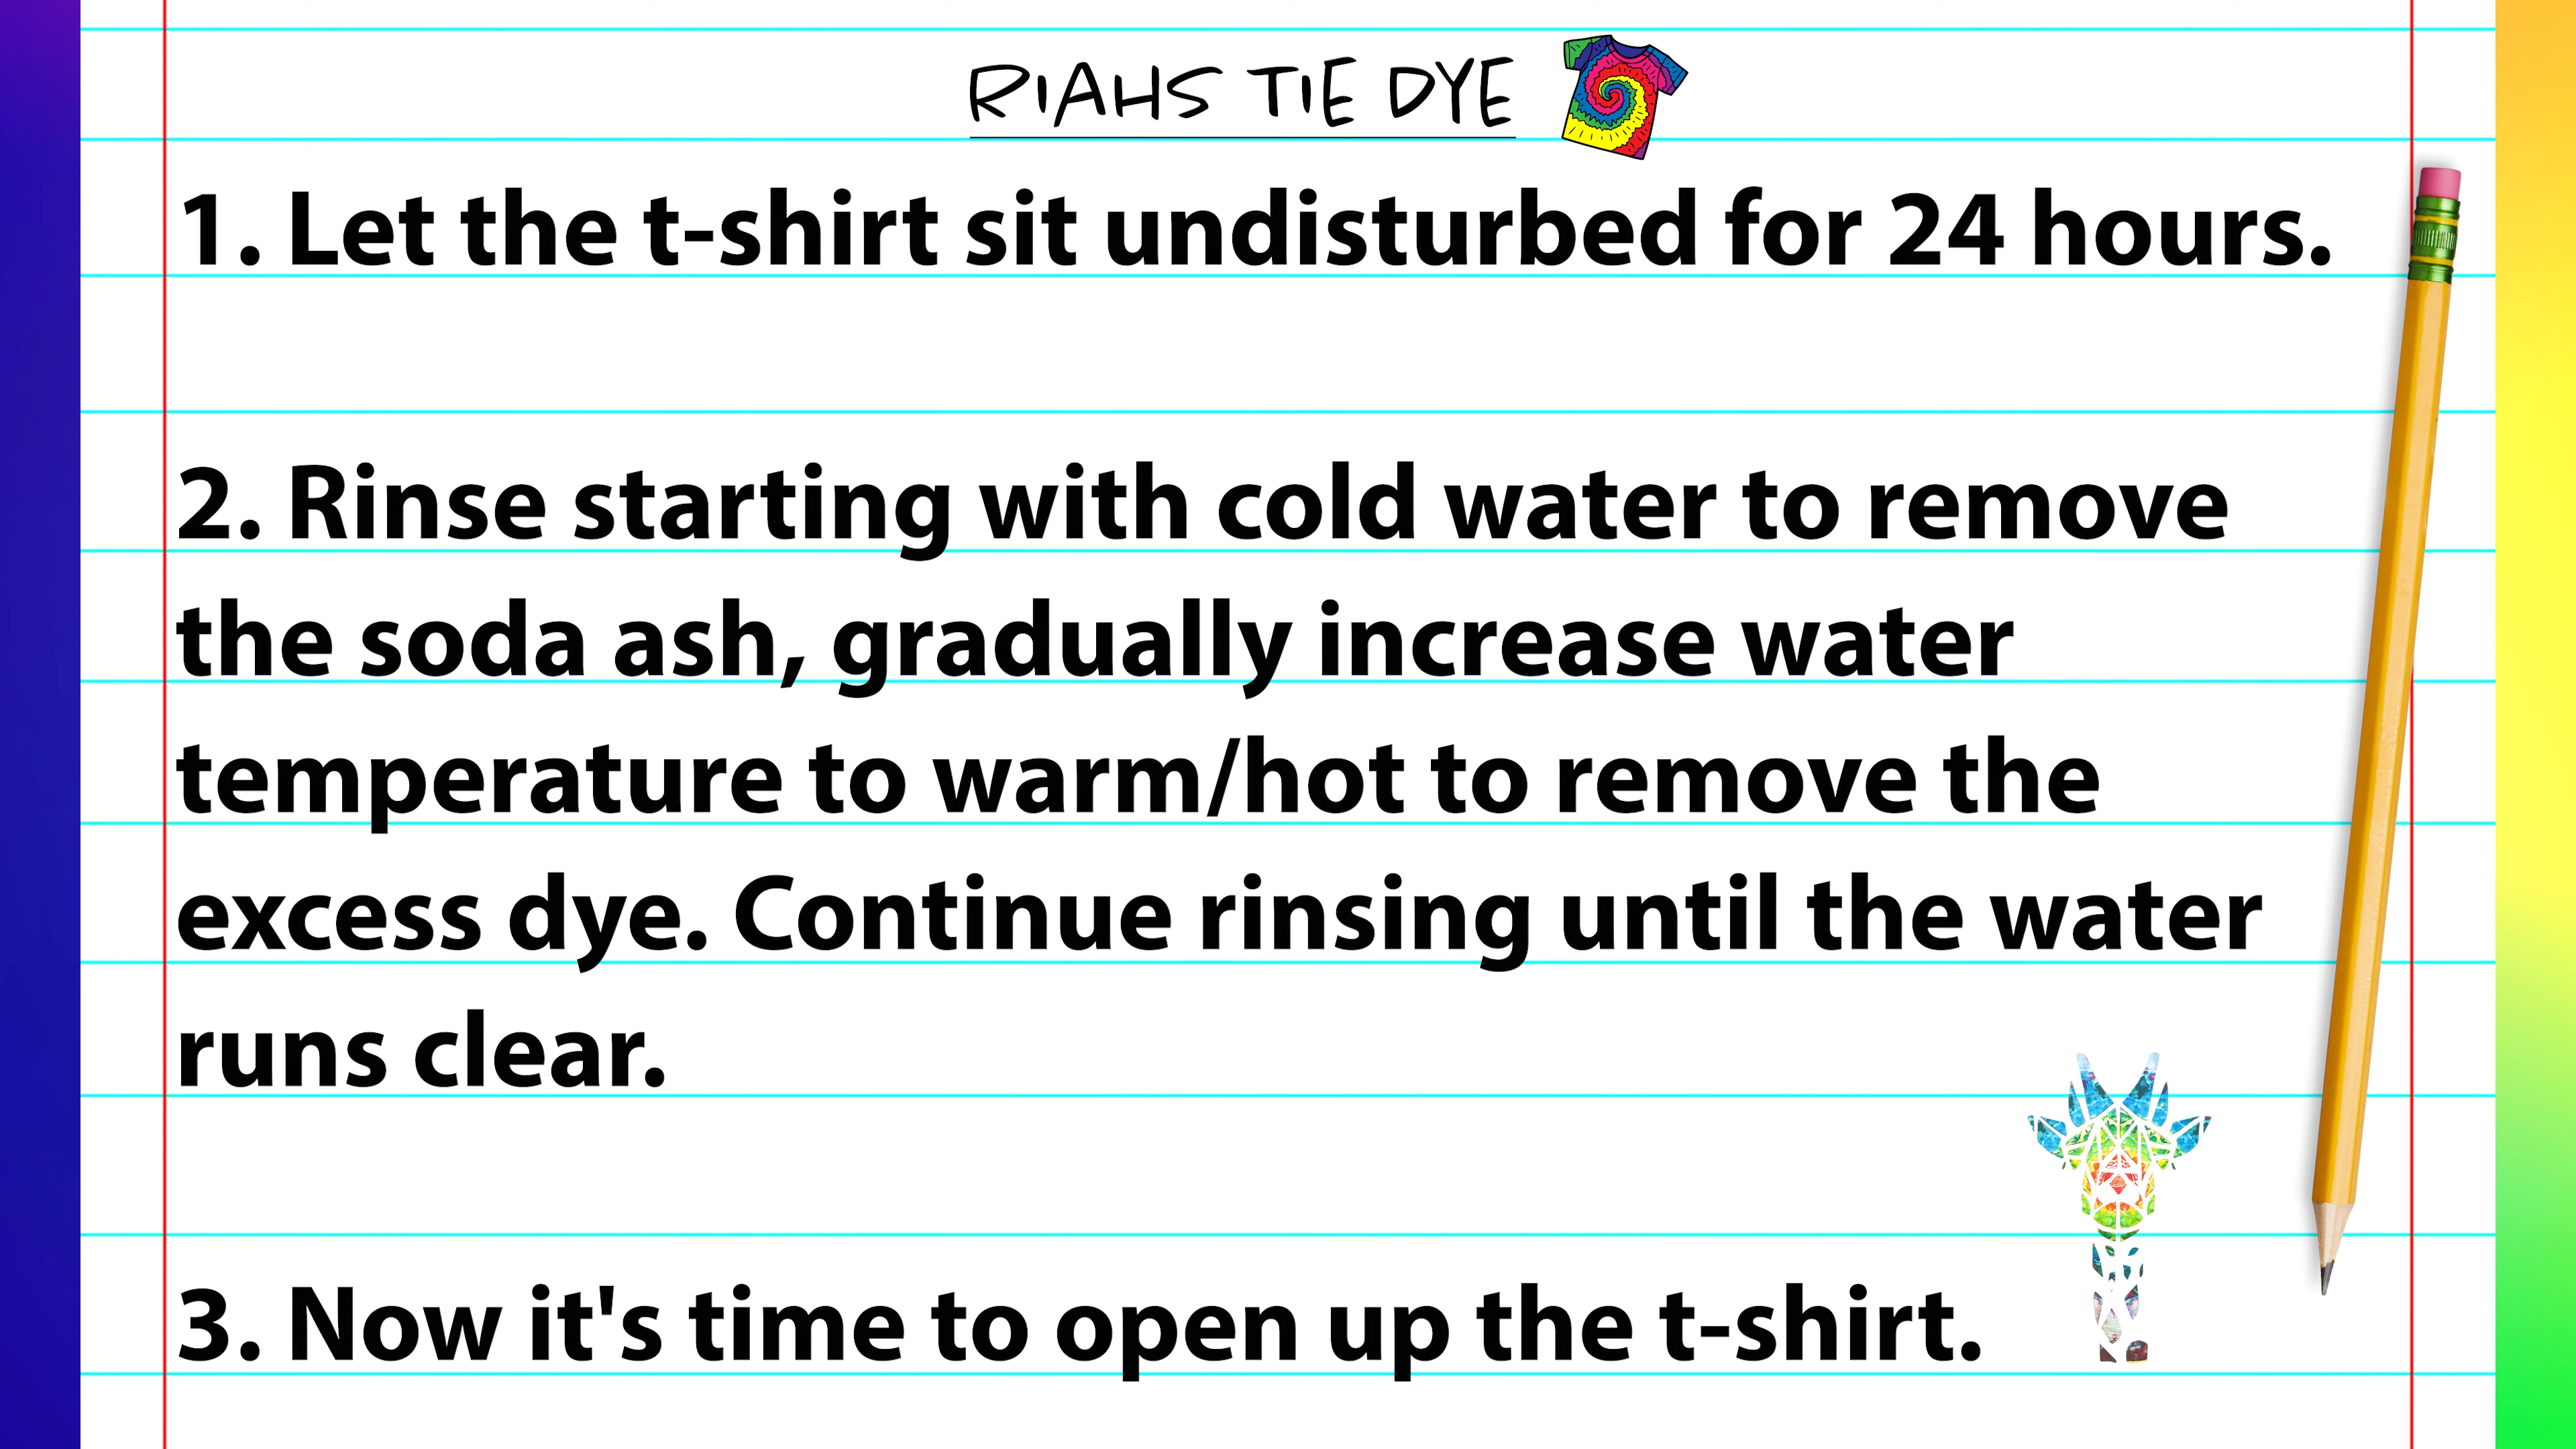 RIAHS TIE DYE
1. Let the t-shirt sit undisturbed for 24 hours.
2. Rinse starting with cold water to remove
the soda ash, gradually increase water
temperature to warm/hot to remove the
excess dye. Continue rinsing until the water
runs clear.
3. Now it's time to open up the t-shirt.